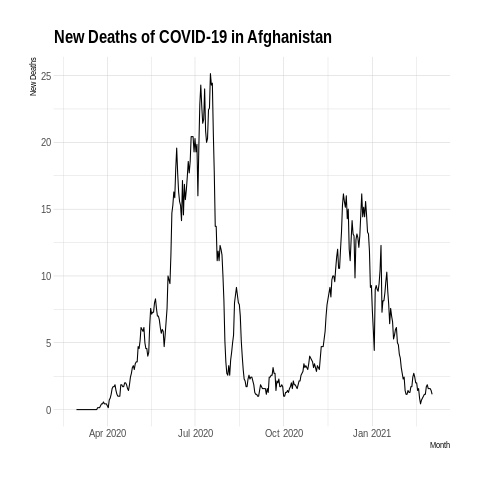 New Deaths of COVID-19 in Afghanistan
New Deaths
25
20
15
10
5
0
Apr 2020
Jul 2020
Oct 2020
Jan 2021
Month